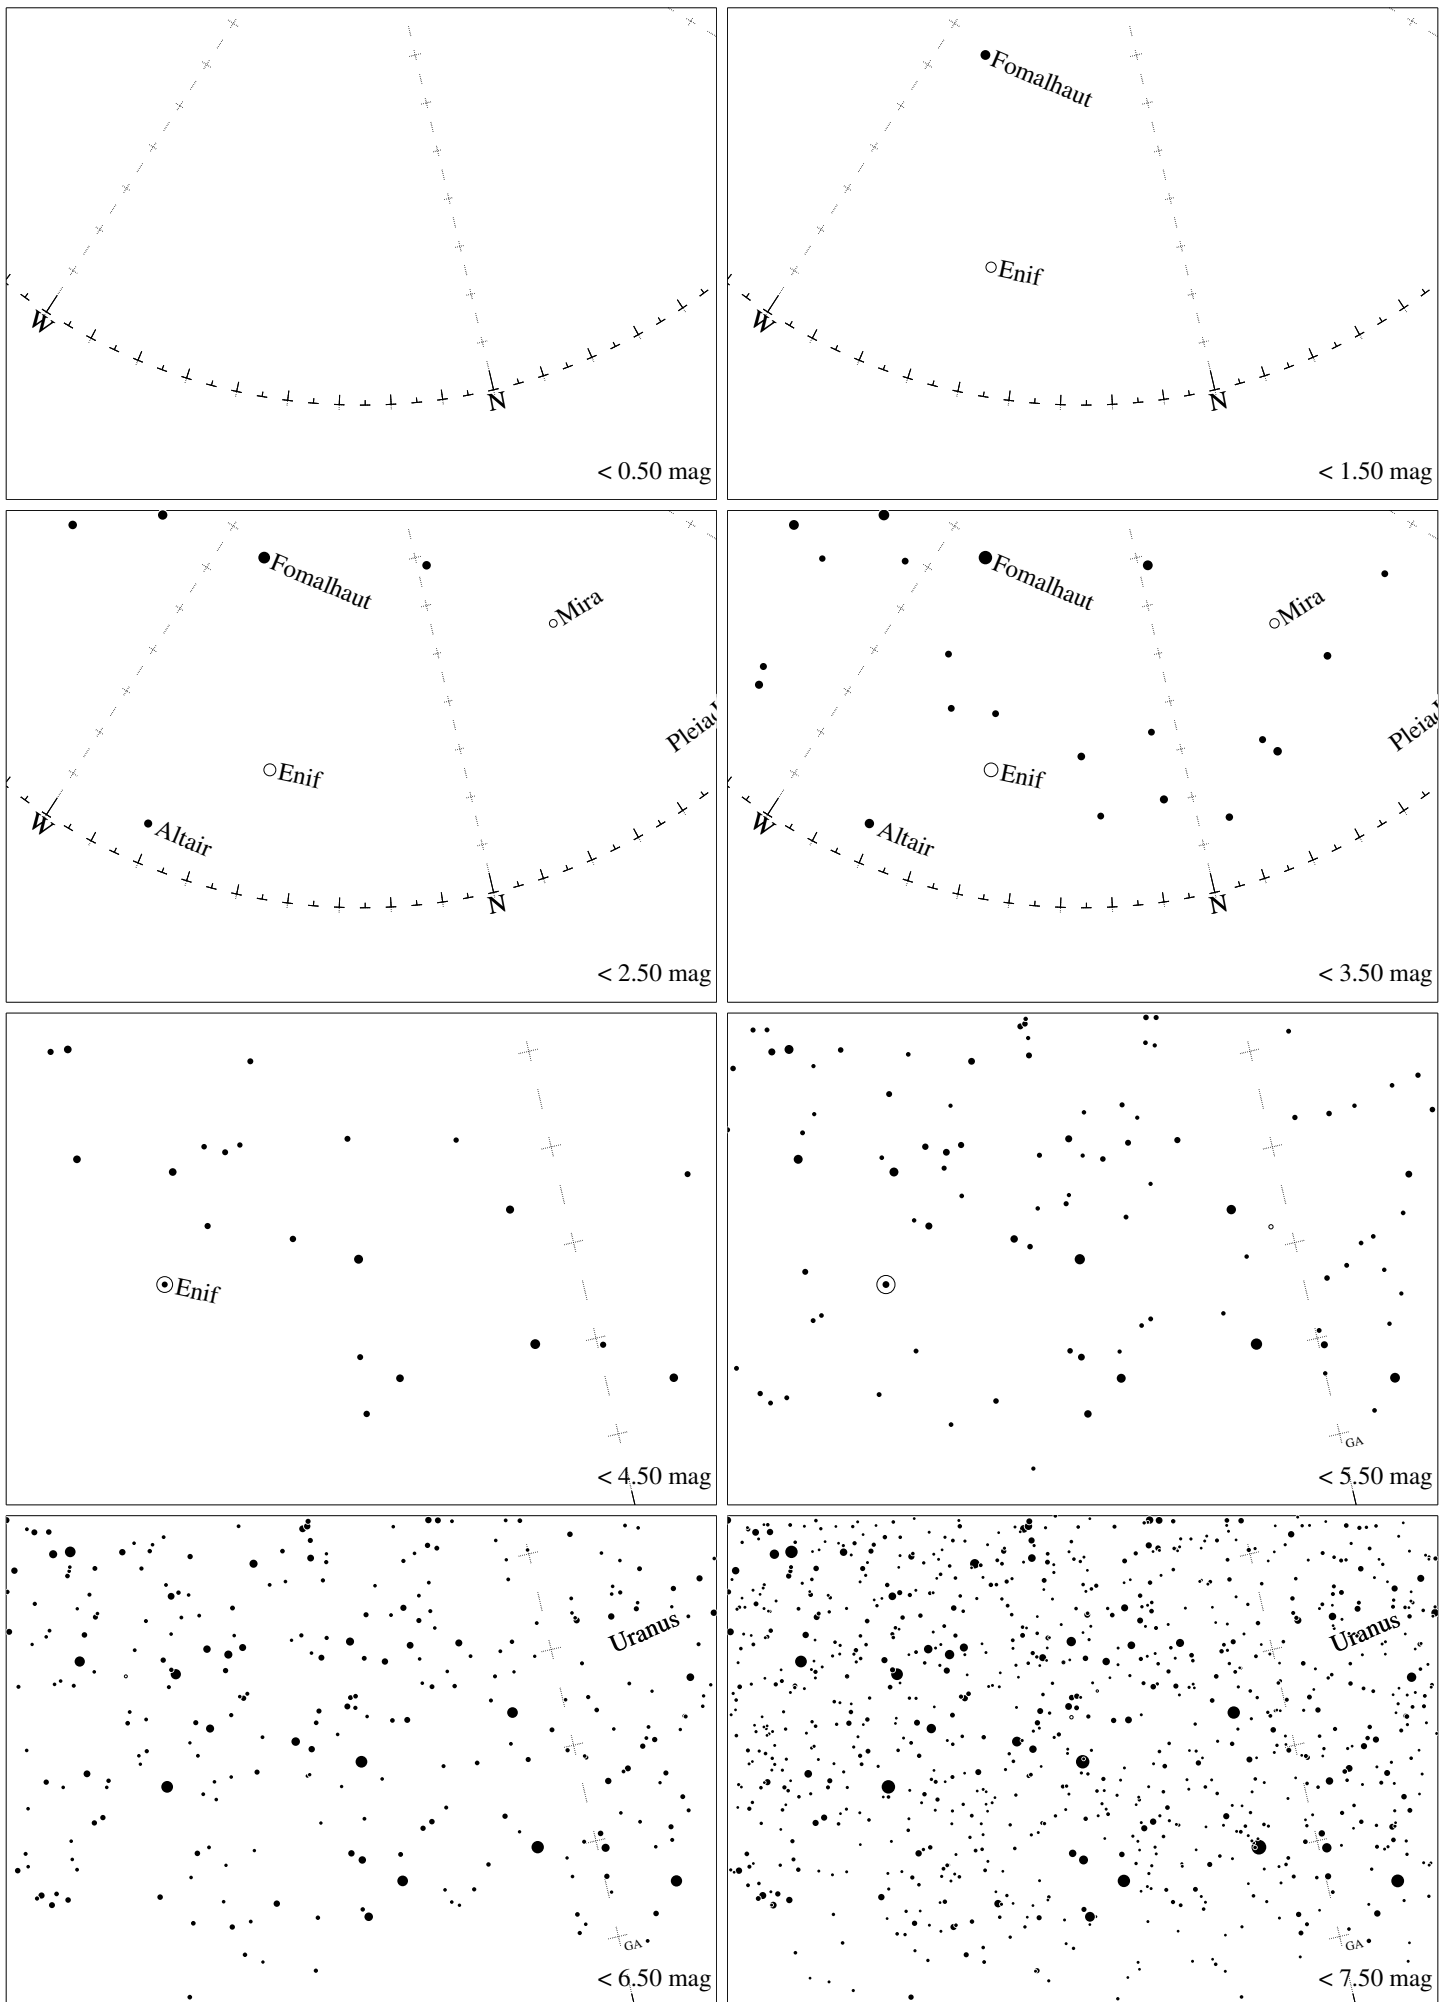 W
N
< 0.50 mag
Fomalhaut
Enif
W
N
< 1.50 mag
Fomalhaut
Mira
Enif
W
Altair
N
< 2.50 mag
Fomalhaut
Mira
Enif
W
Altair
N
< 3.50 mag
Enif
< 4.50 mag
GA
< 5.50 mag
Uranus
GA
< 6.50 mag
Uranus
GA
< 7.50 mag